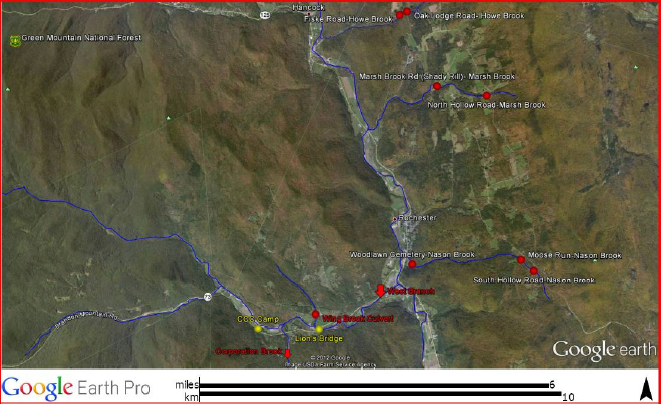 Hancock
125
Fiske Road-Howe Brook
Oak Lodge Road- Howe Brook
Green Mountain National Forest
Marsh Brook Rd (Shady Rill)- Marsh Brook
North Hollow Road-Marsh Brook
Rochester
Woodlawn Cemetery-Nason Brook
Moose Run-Nason Brook
South Hollow Road-Nason Brook
West Branch
73
Brandon Mountain Rd
CCC Camp
Wing Brook Culvert
Lion's Bridge
Corporation Brook
© 2012 Google
Image USDA Farm Service Agency
Google earth
Google Earth Pro
miles
6
km
10